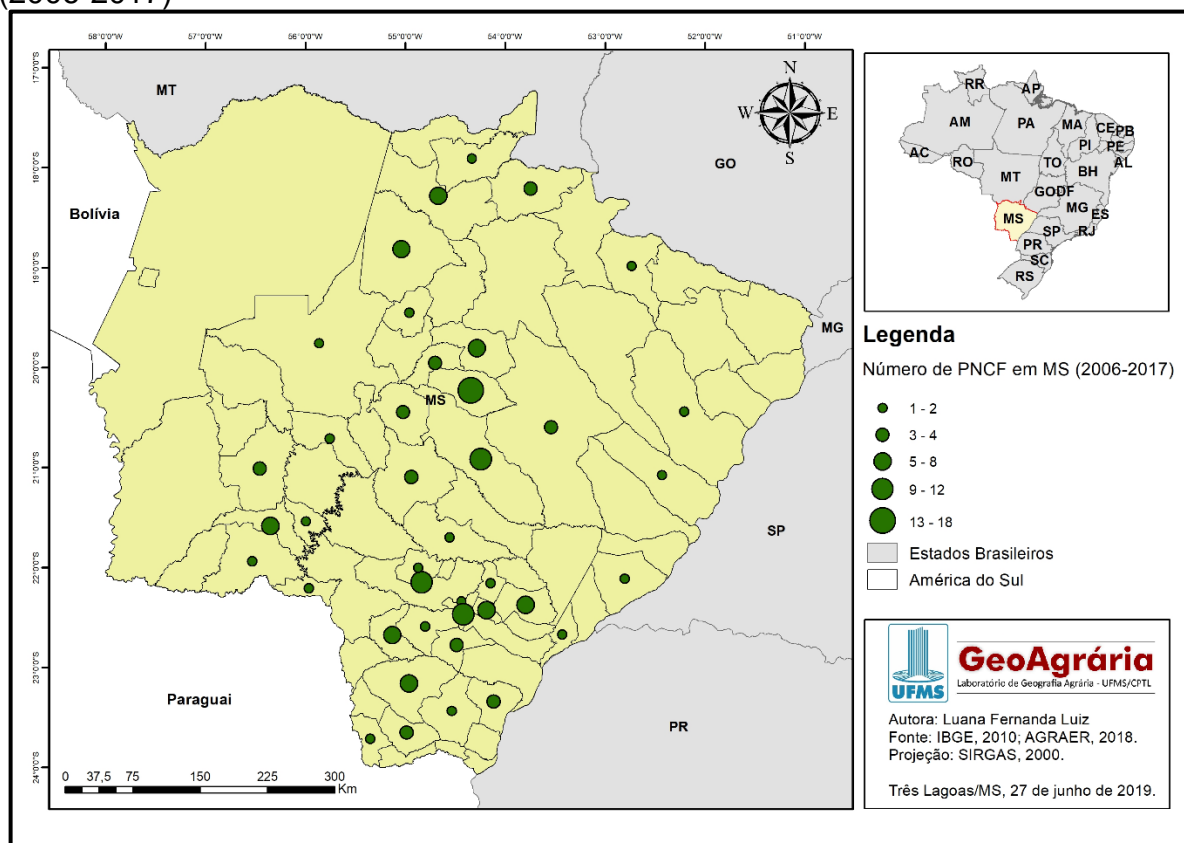 (2006-2017)
58°0'0"S
57°0'0"S
56°0'0"S
55°0'0"S
54°0'0"S
53°0'0"S
52°0'0"S
51°0'0"S
17°0'0"S
18°0'0"S
19°0'0"S
20°0'0"S
21°0'0"S
22°0'0"S
23°0'0"S
24°0'0"S
MT
N
W
E
S
GO
Bolívia
MG
MS
SP
Paraguai
PR
0 37,5 75 150 225 300
Km
RR
AP
AM
PA
MA
CE
PB
PI
PE
AC
AL
RO
TO
BH
MT
GO
DF
MG
ES
MS
SP
RJ
PR
SC
RS
Legenda
Número de PNCF em MS (2006-2017)
1 - 2
3 - 4
5 - 8
9 - 12
13 - 18
Estados Brasileiros
América do Sul
UFMS
GeoAgrária
Laboratório de Geografia Agrária - UFMS/CPTL
Autora: Luana Fernanda Luiz
Fonte: IBGE, 2010; AGRAER, 2018.
Projeção: SIRGAS, 2000.
Três Lagoas/MS, 27 de junho de 2019.